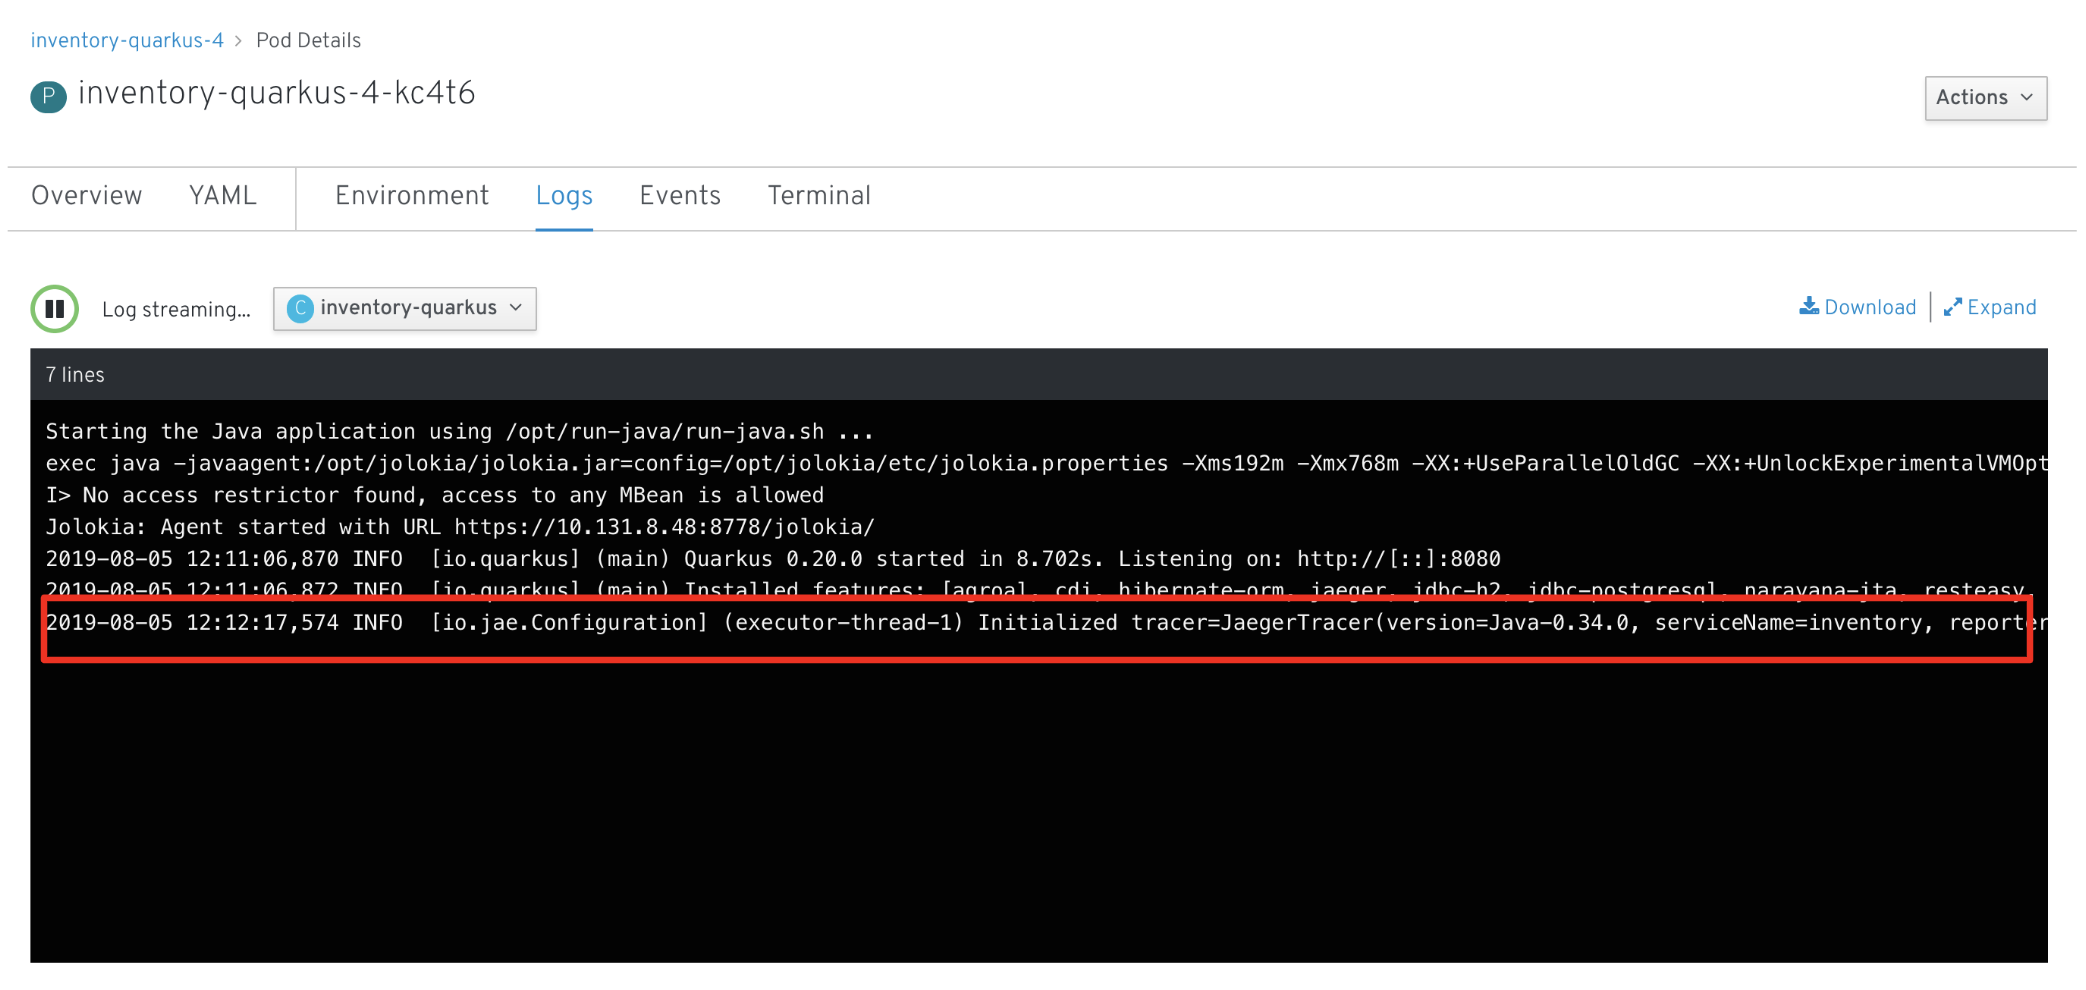 inventory-quarkus-4 > Pod Details
P inventory-quarkus-4-kc4t6
Actions
Overview YAML Environment Logs Events Terminal
Log streaming... C inventory-quarkus Download Expand
7 lines
Starting the Java application using /opt/run-java/run-java.sh ...
exec java -javaagent:/opt/jolokia/jolokia.jar=config=/opt/jolokia/etc/jolokia.properties -Xms192m -Xmx768m -XX:+UseParallelOldGC -XX:+UnlockExperimentalVMOpt
I> No access restrictor found, access to any MBean is allowed
Jolokia: Agent started with URL https://10.131.8.48:8778/jolokia/
2019-08-05 12:11:06,870 INFO [io.quarkus] (main) Quarkus 0.20.0 started in 8.702s. Listening on: http://[::]:8080
2019-08-05 12:11:06,872 INFO [io.quarkus] (main) Installed features: [agroal, cdi, hibernate-orm, jaeger, jdbc-h2, jdbc-postgresql, narayana-jta, resteasy,
2019-08-05 12:12:17,574 INFO [io.jae.Configuration] (executor-thread-1) Initialized tracer=JaegerTracer(version=Java-0.34.0, serviceName=inventory, reporter